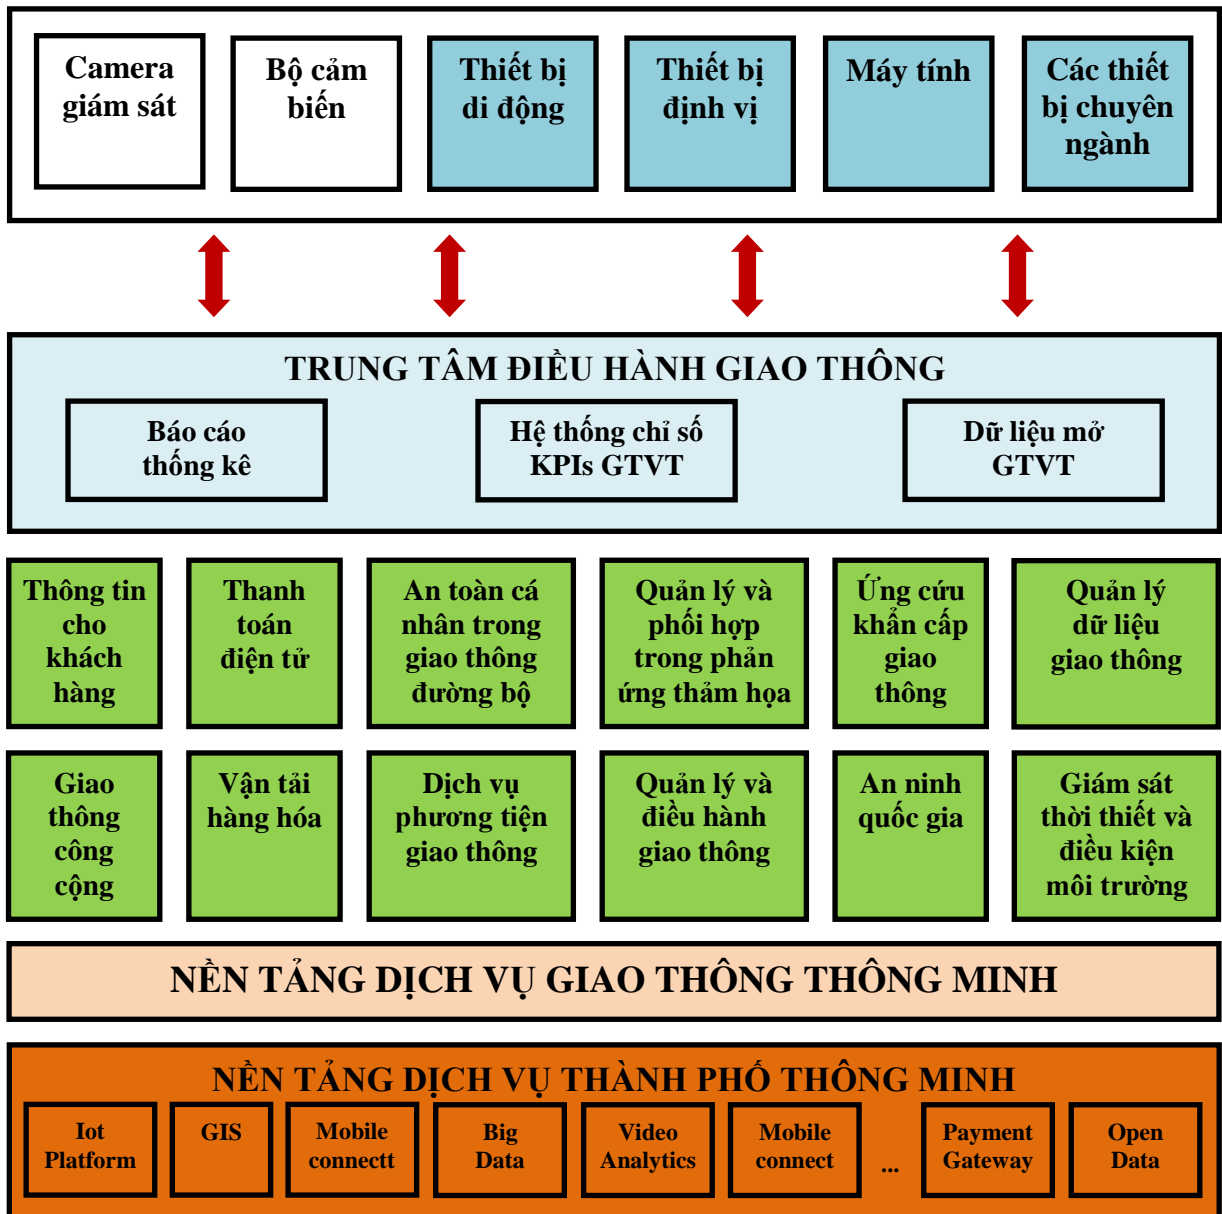 Camera
giám sát
Bộ cảm
biến
Thiết bị
di động
Thiết bị
định vị
Máy tính
Các thiết
bị chuyên
ngành
TRUNG TÂM ĐIỀU HÀNH GIAO THÔNG
Báo cáo
thống kê
Hệ thống chỉ số
KPIs GTVT
Dữ liệu mở
GTVT
Thông tin
cho
khách
hàng
Thanh
toán
điện tử
An toàn cá
nhân trong
giao thông
đường bộ
Quản lý và
phối hợp
trong phản
ứng thảm họa
Ứng cứu
khẩn cấp
giao
thông
Quản lý
dữ liệu
giao thông
Giao
thông
công
cộng
Vận tải
hàng hóa
Dịch vụ
phương tiện
giao thông
Quản lý và
điều hành
giao thông
An ninh
quốc gia
Giám sát
thời thiết và
điều kiện
môi trường
NỀN TẢNG DỊCH VỤ GIAO THÔNG THÔNG MINH
NỀN TẢNG DỊCH VỤ THÀNH PHỐ THÔNG MINH
Iot
Platform
GIS
Mobile
connectt
Big
Data
Video
Analytics
Mobile
connect
...
Payment
Gateway
Open
Data